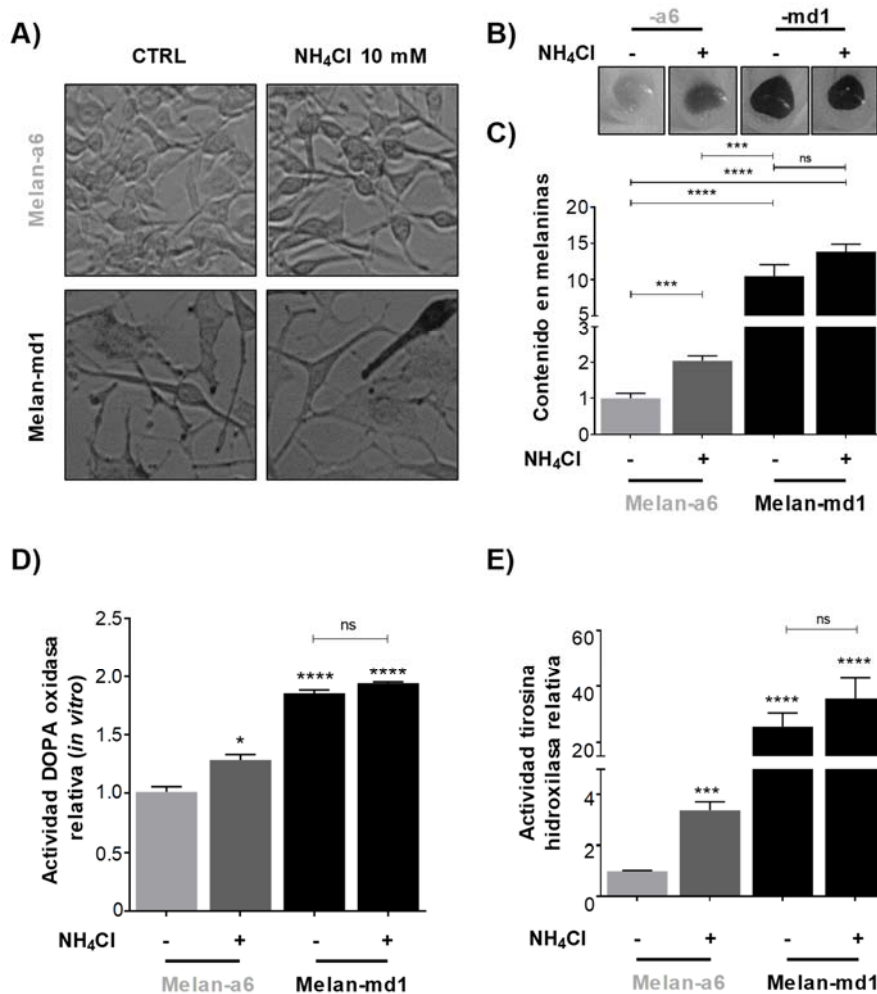 A)
CTRL
NH₄Cl 10 mM
Melan-a6
Melan-md1
B)
-a6
-md1
NH₄Cl
-
+
-
+
C)
***
ns
****
****
***
Contenido en melaninas
20
15
10
5
3
2
1
0
NH₄Cl
-
+
-
+
Melan-a6
Melan-md1
D)
Actividad DOPA oxidasa
relativa (in vitro)
2.5
2.0
1.5
1.0
0.5
0
ns
*
****
****
NH₄Cl
-
+
-
+
Melan-a6
Melan-md1
E)
Actividad tirosina
hidroxilasa relativa
60
40
20
4
2
0
ns
***
****
****
NH₄Cl
-
+
-
+
Melan-a6
Melan-md1